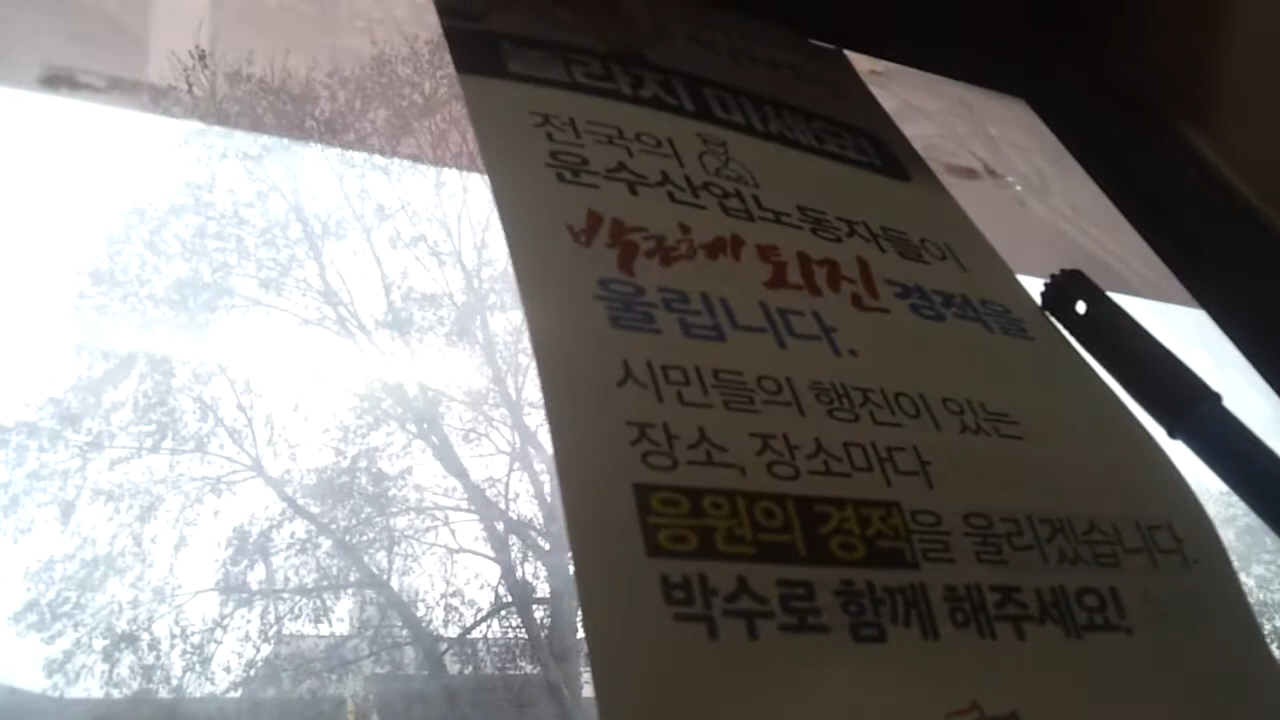 마세요!
전국의
운수산업노동자들이
박근혜 퇴진 경적을
울립니다.
시민들의 행진이 있는
장소, 장소마다
응원의 경적을 울리겠습니다.
박수로 함께 해주세요!